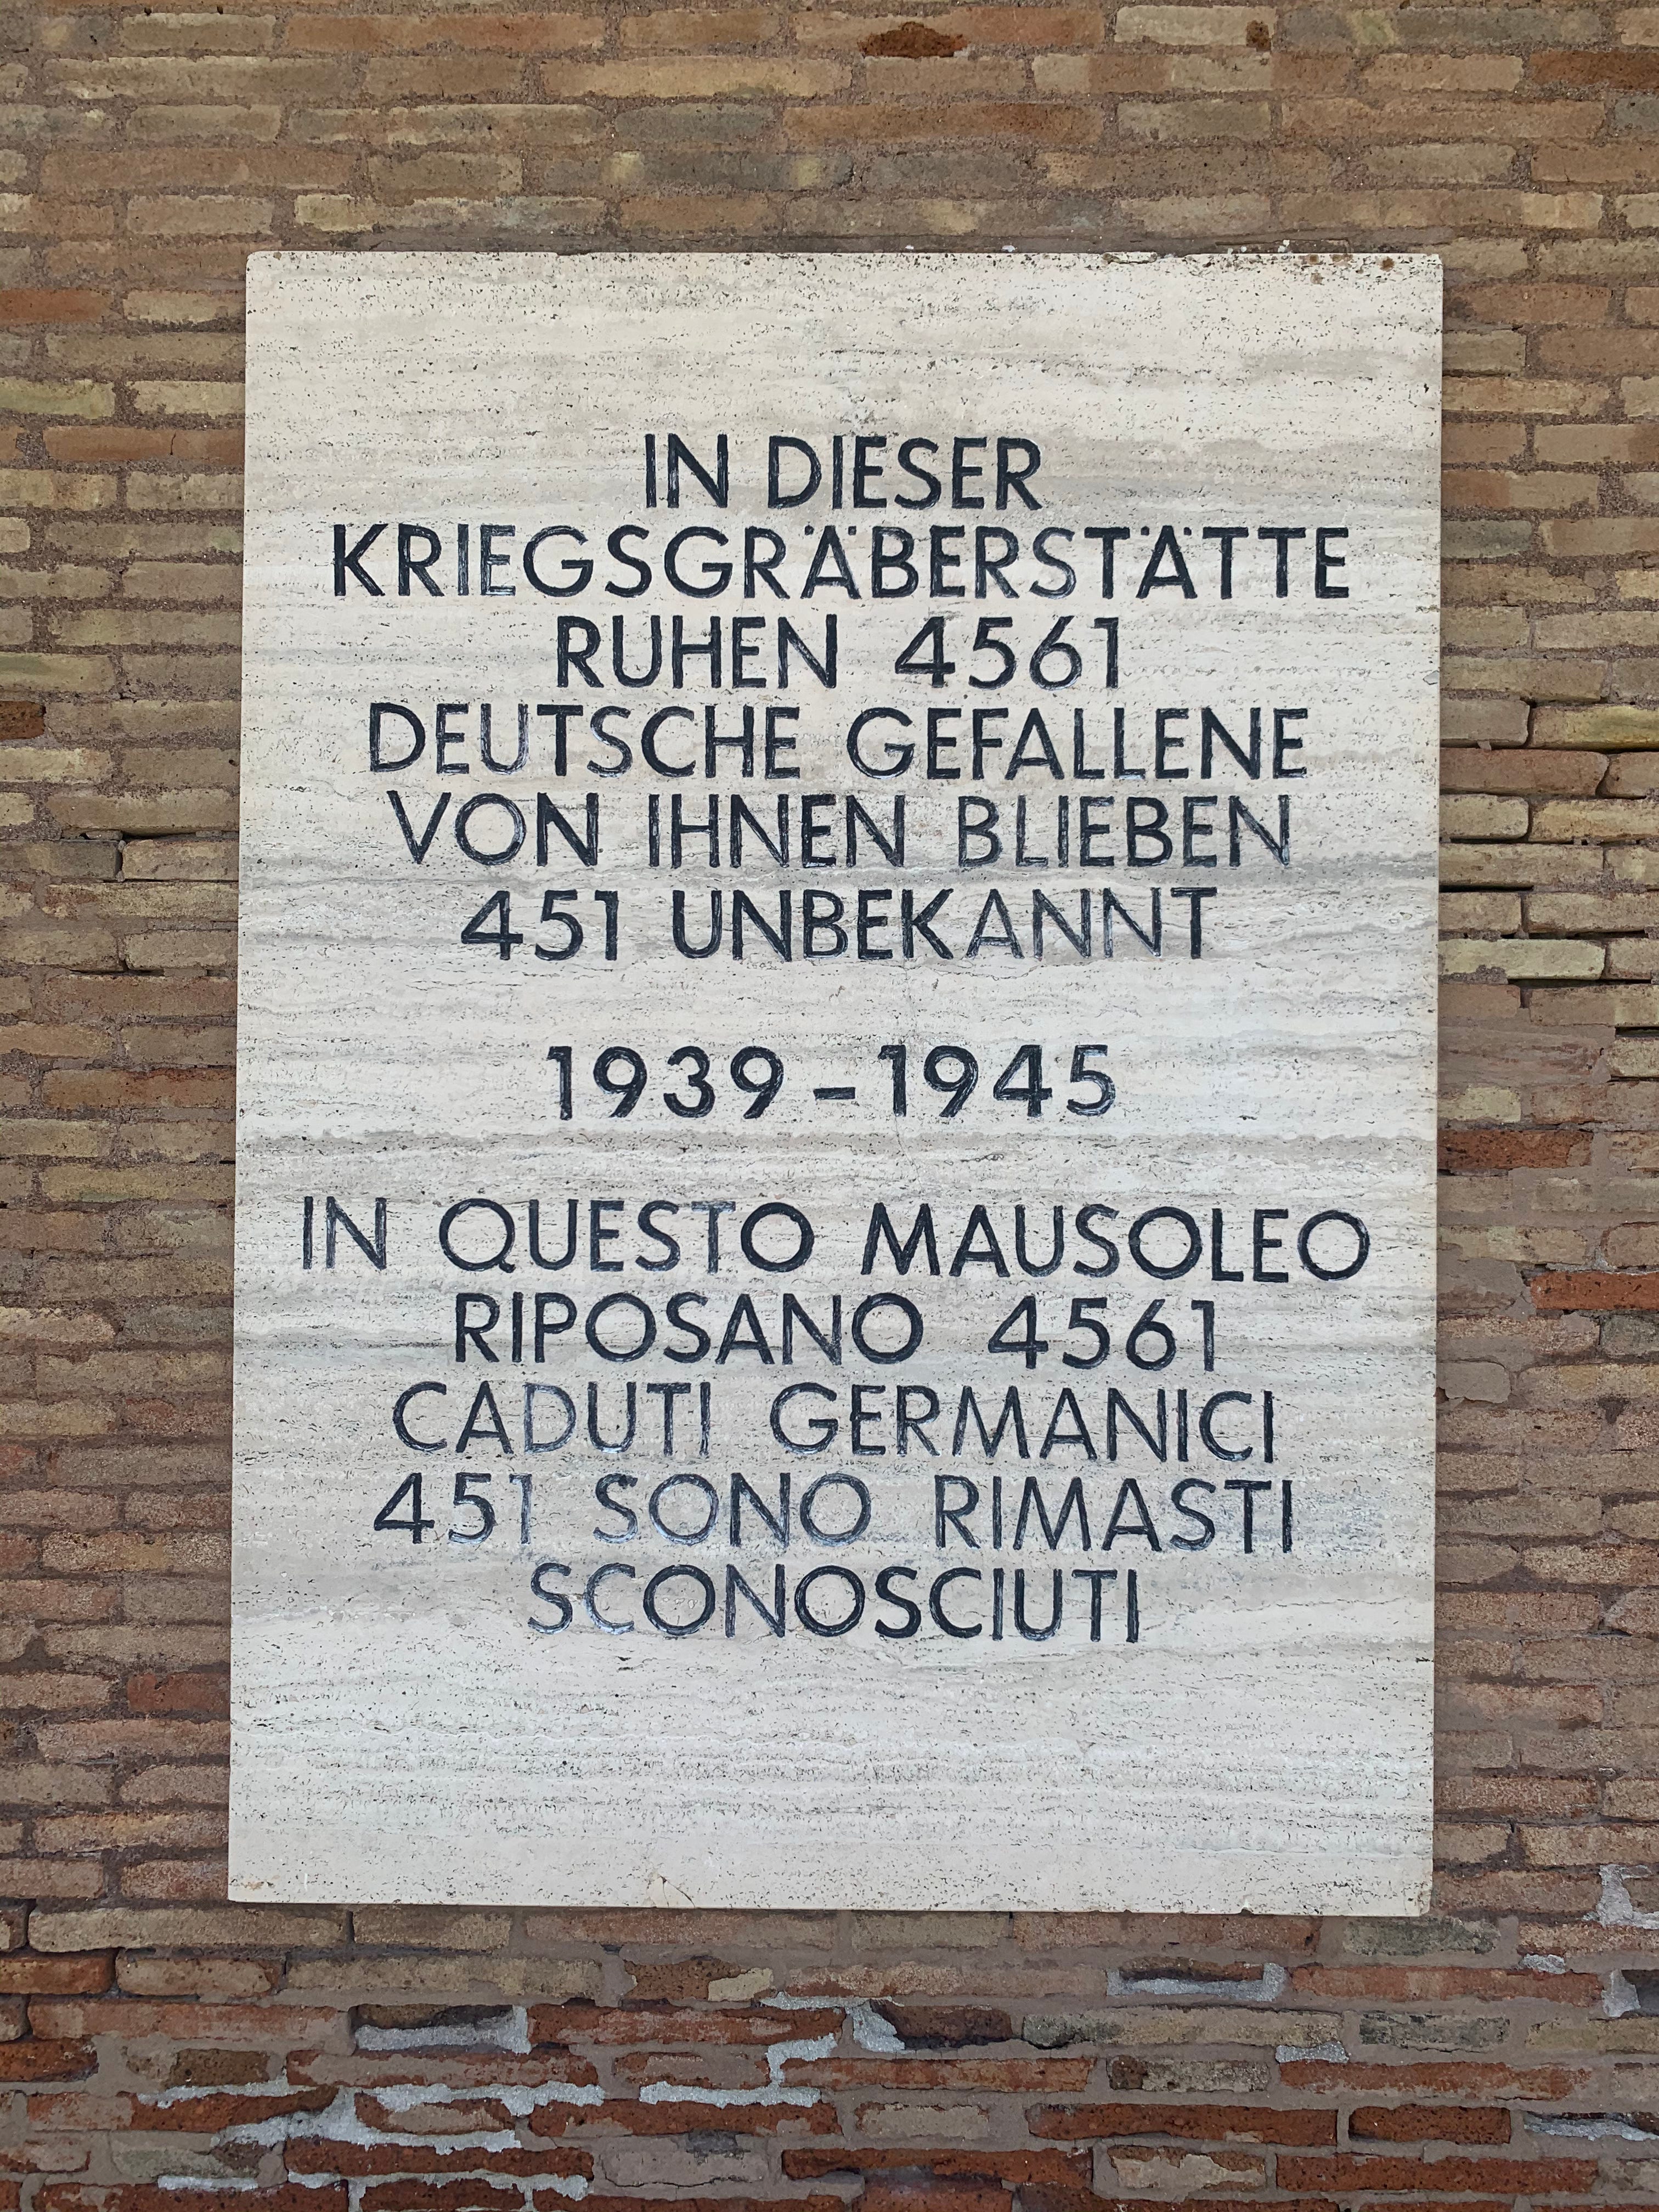 IN DIESER
KRIEGSGRÄBERSTÄTTE
RUHEN 4561
DEUTSCHE GEFALLENE
VON IHNEN BLIEBEN
451 UNBEKANNT
1939-1945
IN QUESTO MAUSOLEO
RIPOSANO 4561
CADUTI GERMANICI
451 SONO RIMASTI
SCONOSCIUTI